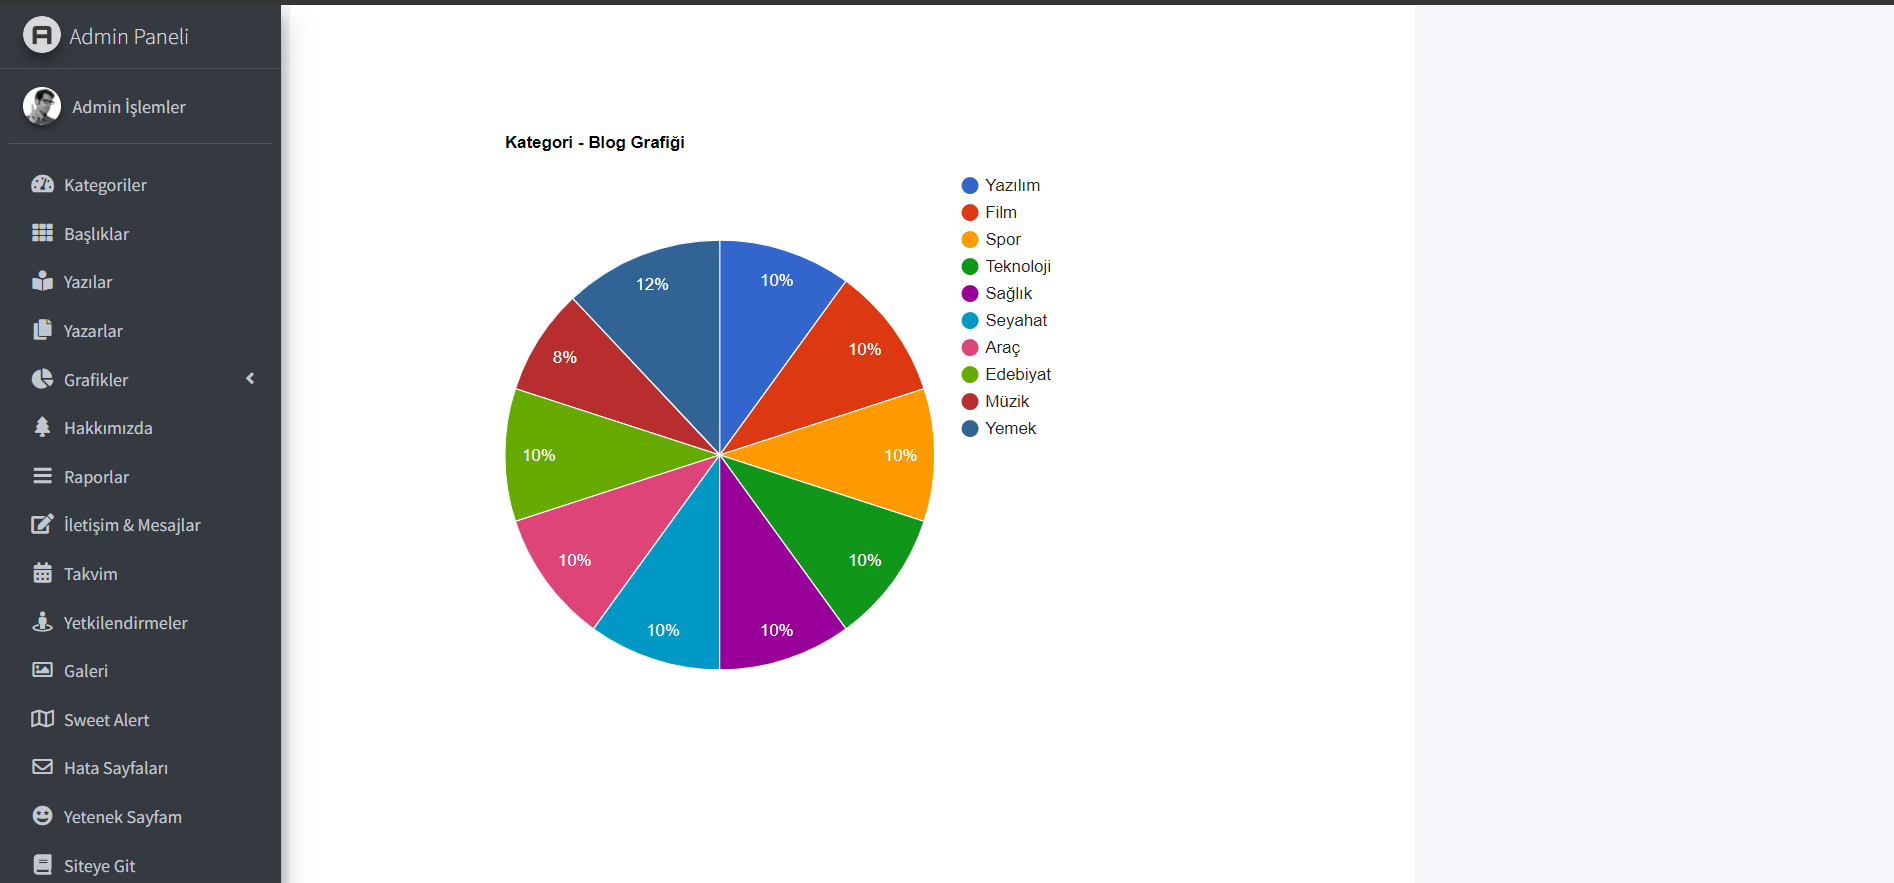 Admin Paneli
Admin İşlemler
Kategoriler
Başlıklar
Yazılar
Yazarlar
Grafikler
Hakkımızda
Raporlar
İletişim & Mesajlar
Takvim
Yetkilendirmeler
Galeri
Sweet Alert
Hata Sayfaları
Yetenek Sayfam
Siteye Git
Kategori - Blog Grafiği
12%
10%
10%
8%
10%
10%
10%
10%
10%
10%
Yazılım
Film
Spor
Teknoloji
Sağlık
Seyahat
Araç
Edebiyat
Müzik
Yemek